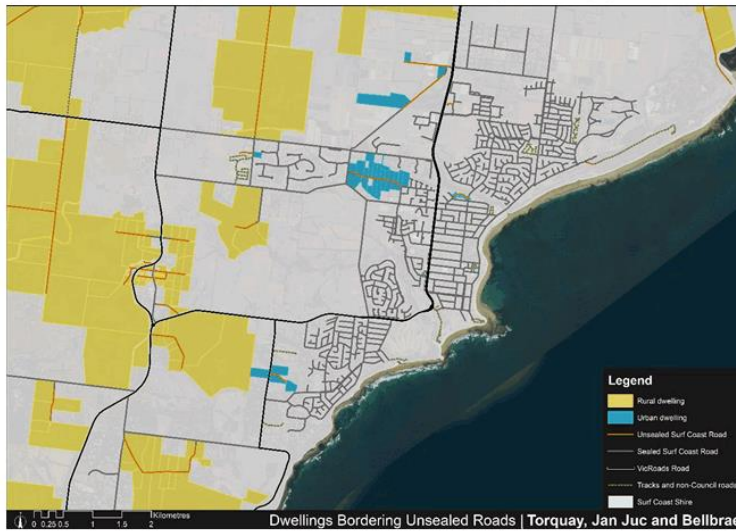 Legend
Rural dwelling
Urban dwelling
Unsealed Surf Coast Road
Sealed Surf Coast Road
VicRoads Road
Tracks and non-Council roads
Surf Coast Shire
Kilometres
0 0.25 0.5 1 1.5 2
Dwellings Bordering Unsealed Roads | Torquay, Jan Juc and Bellbrae